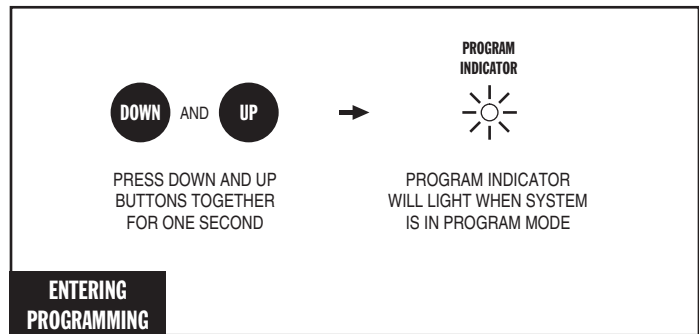 DOWN AND UP
PRESS DOWN AND UP
BUTTONS TOGETHER
FOR ONE SECOND
PROGRAM
INDICATOR
PROGRAM INDICATOR
WILL LIGHT WHEN SYSTEM
IS IN PROGRAM MODE
ENTERING
PROGRAMMING